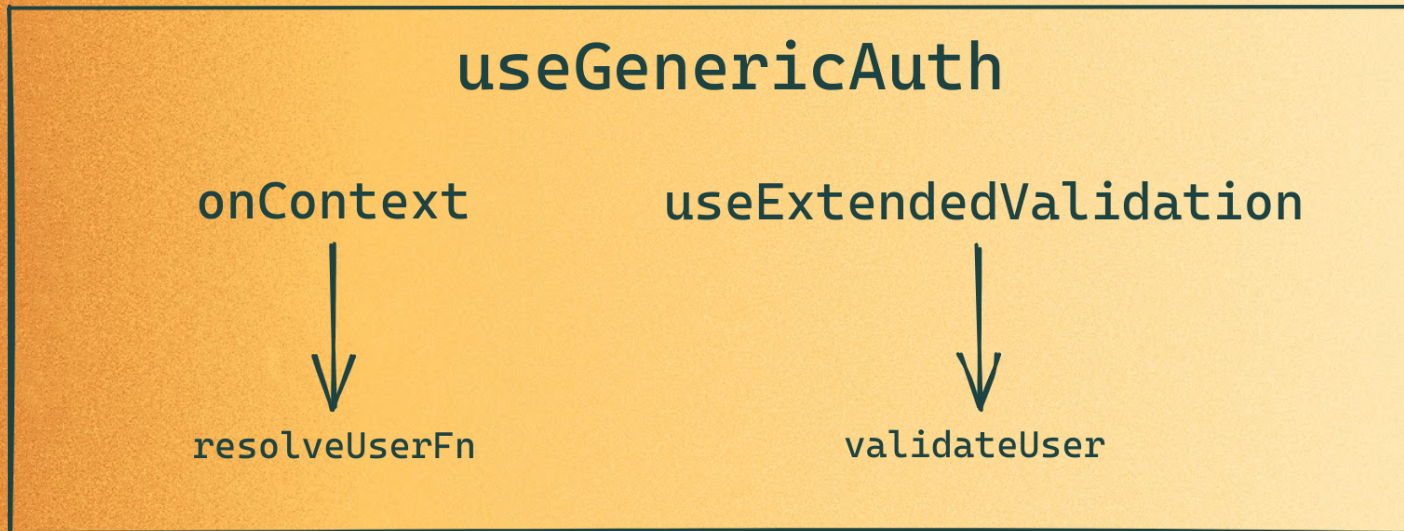 useGenericAuth
onContext
useExtendedValidation
resolveUserFn
validateUser